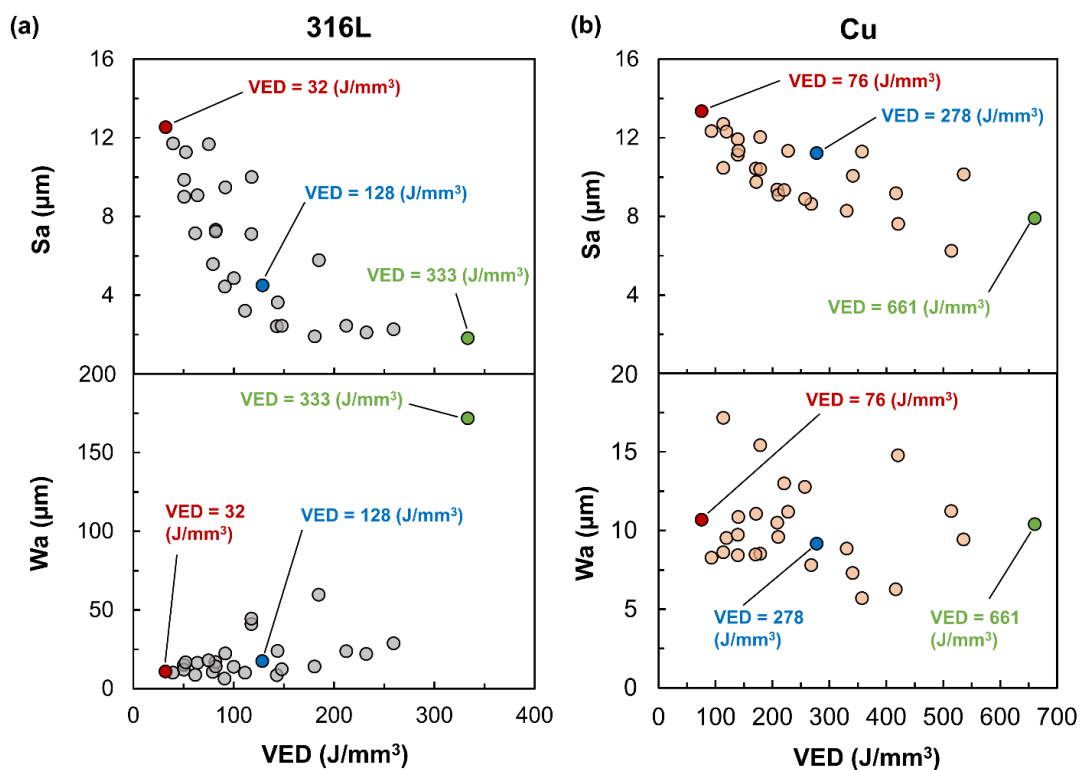 (a)
316L
16
12
8
4
Sa (µm)
VED = 32 (J/mm³)
VED = 128 (J/mm³)
VED = 333 (J/mm³)
200
150
100
50
0
Wa (µm)
VED = 333 (J/mm³)
VED = 32
(J/mm³)
VED = 128 (J/mm³)
0 100 200 300 400
VED (J/mm³)
(b)
Cu
16
12
8
4
Sa (µm)
VED = 76 (J/mm³)
VED = 278 (J/mm³)
VED = 661 (J/mm³)
20
15
10
5
0
Wa (µm)
VED = 76 (J/mm³)
VED = 278
(J/mm³)
VED = 661
(J/mm³)
0 100 200 300 400 500 600 700
VED (J/mm³)